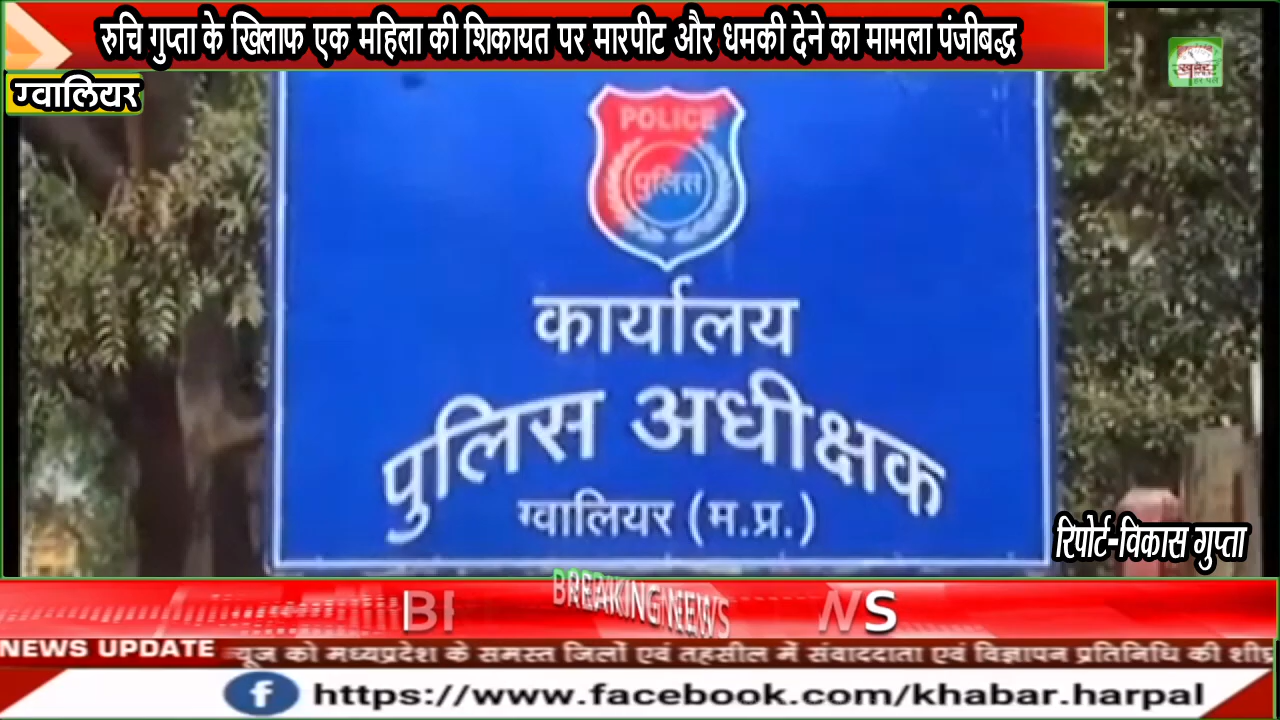 रुचि गुप्ता के खिलाफ एक महिला की शिकायत पर मारपीट और धमकी देने का मामला पंजीबद्ध
ग्वालियर
POLICE
पुलिस
कार्यालय
पुलिस अधीक्षक
ग्वालियर (म.प्र.)
रिपोर्ट-विकास गुप्ता
BREAKING NEWS
NEWS UPDATE
न्यूज को मध्यप्रदेश के समस्त जिलों एवं तहसील में संवाददाता एवं विज्ञापन प्रतिनिधि की
https://www.facebook.com/khabar.harpal